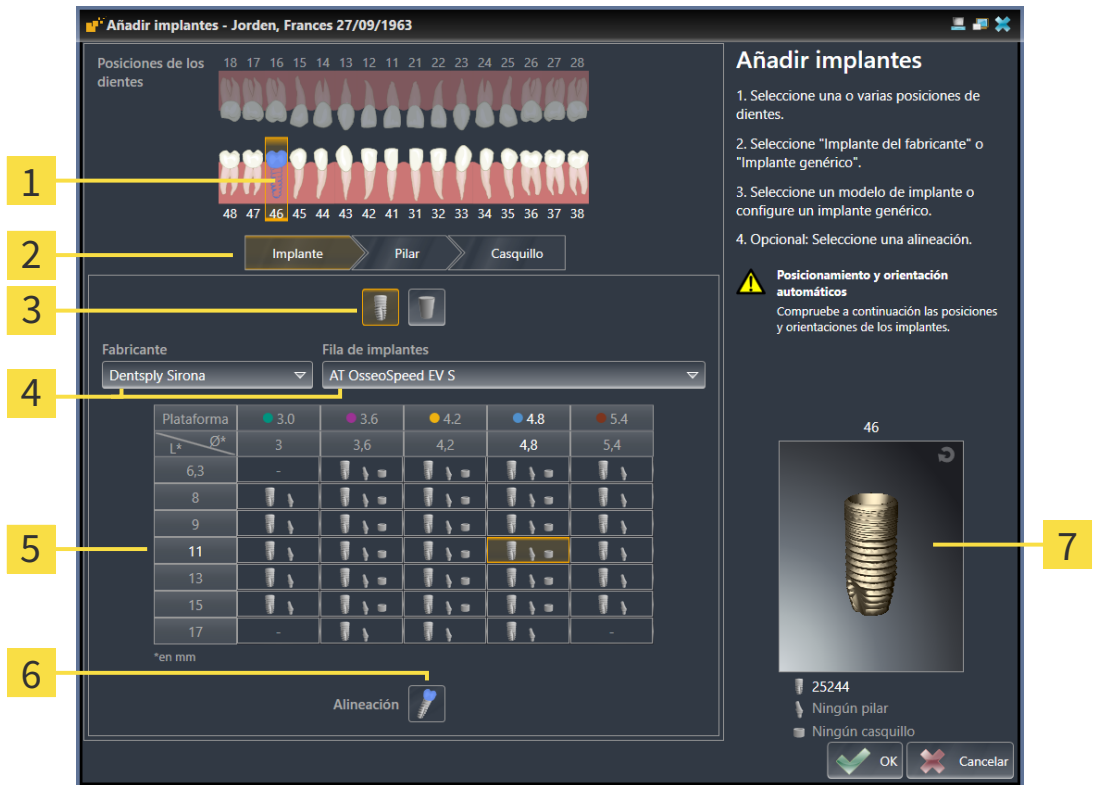 Añadir implantes - Jorden, Frances 27/09/1963
Posiciones de los dientes
18 17 16 15 14 13 12 11 21 22 23 24 25 26 27 28
48 47 46 45 44 43 42 41 31 32 33 34 35 36 37 38
1
2
Implante Pilar Casquillo
3
Fabricante Fila de implantes
Dentsply Sirona AT OsseoSpeed EV S
4
Plataforma 3.0 3.6 4.2 4.8 5.4
L* Ø* 3 3,6 4,2 4,8 5,4
6,3 -
8
9
11
13
15
17 - -
5
*en mm
6
Alineación
Añadir implantes
1. Seleccione una o varias posiciones de
dientes.
2. Seleccione "Implante del fabricante" o
"Implante genérico".
3. Seleccione un modelo de implante o
configure un implante genérico.
4. Opcional: Seleccione una alineación.
Posicionamiento y orientación
automáticos
Compruebe a continuación las posiciones
y orientaciones de los implantes.
46
7
25244
Ningún pilar
Ningún casquillo
OK Cancelar